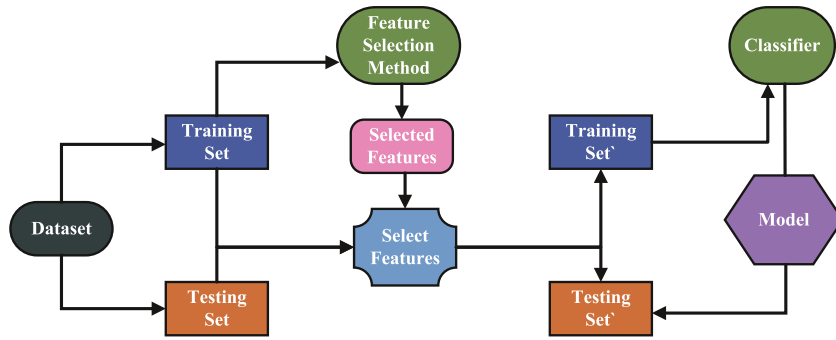 Feature
Selection
Method
Classifier
Training
Set
Selected
Features
Training
Set`
Dataset
Select
Features
Model
Testing
Set
Testing
Set`